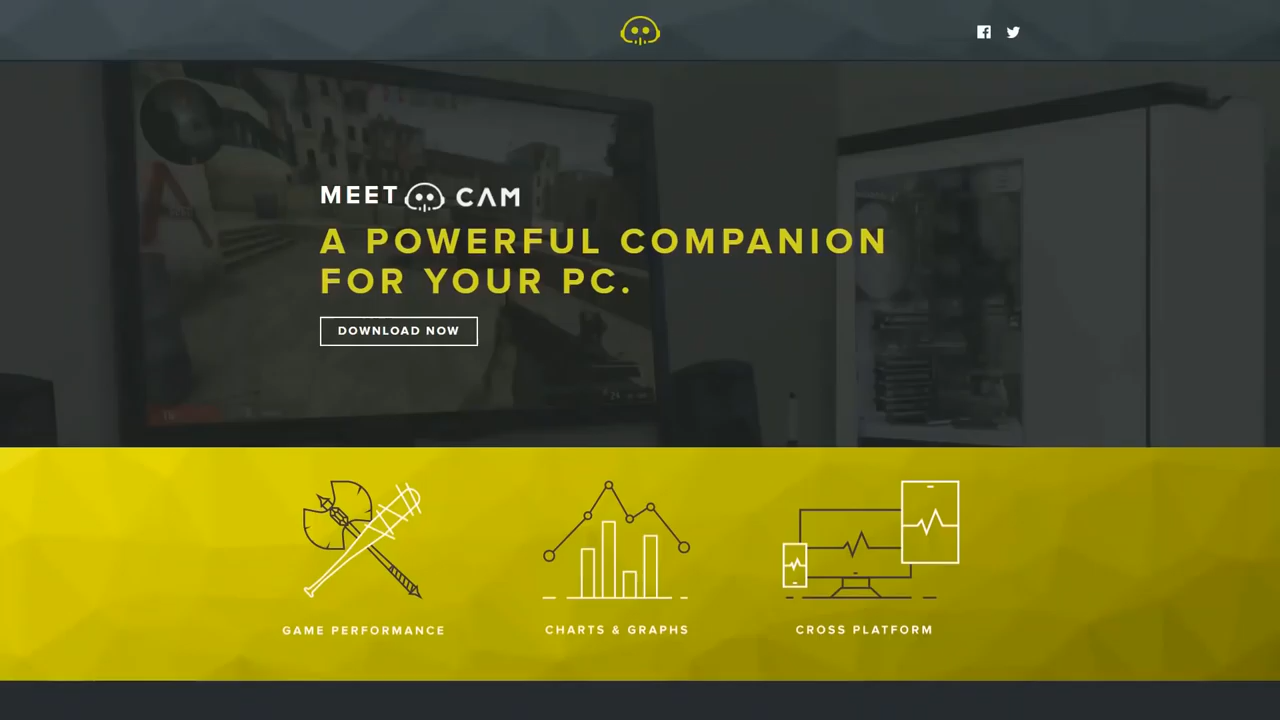 MEET CAM
A POWERFUL COMPANION
FOR YOUR PC.
DOWNLOAD NOW
GAME PERFORMANCE
CHARTS & GRAPHS
CROSS PLATFORM